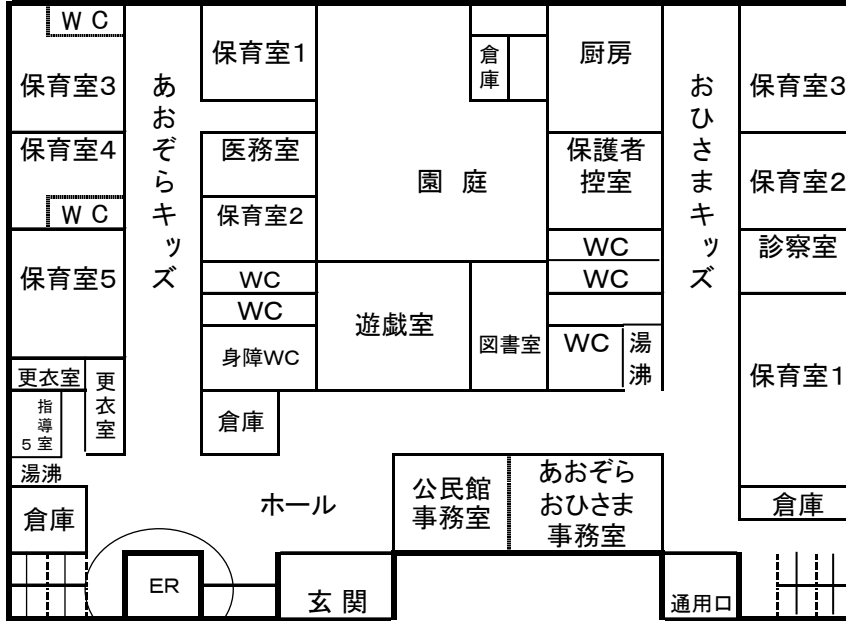 WC
保育室3
保育室4
WC
保育室5
更衣室
更衣室
指導5室
湯沸
倉庫
あおぞらキッズ
保育室1
医務室
保育室2
WC
WC
身障WC
倉庫
ホール
ER
玄関
園庭
倉庫
遊戯室
図書室
厨房
保護者
控室
WC
WC
WC
湯沸
公民館
事務室
あおぞら
おひさま
事務室
おひさまキッズ
保育室3
保育室2
診察室
保育室1
倉庫
通用口